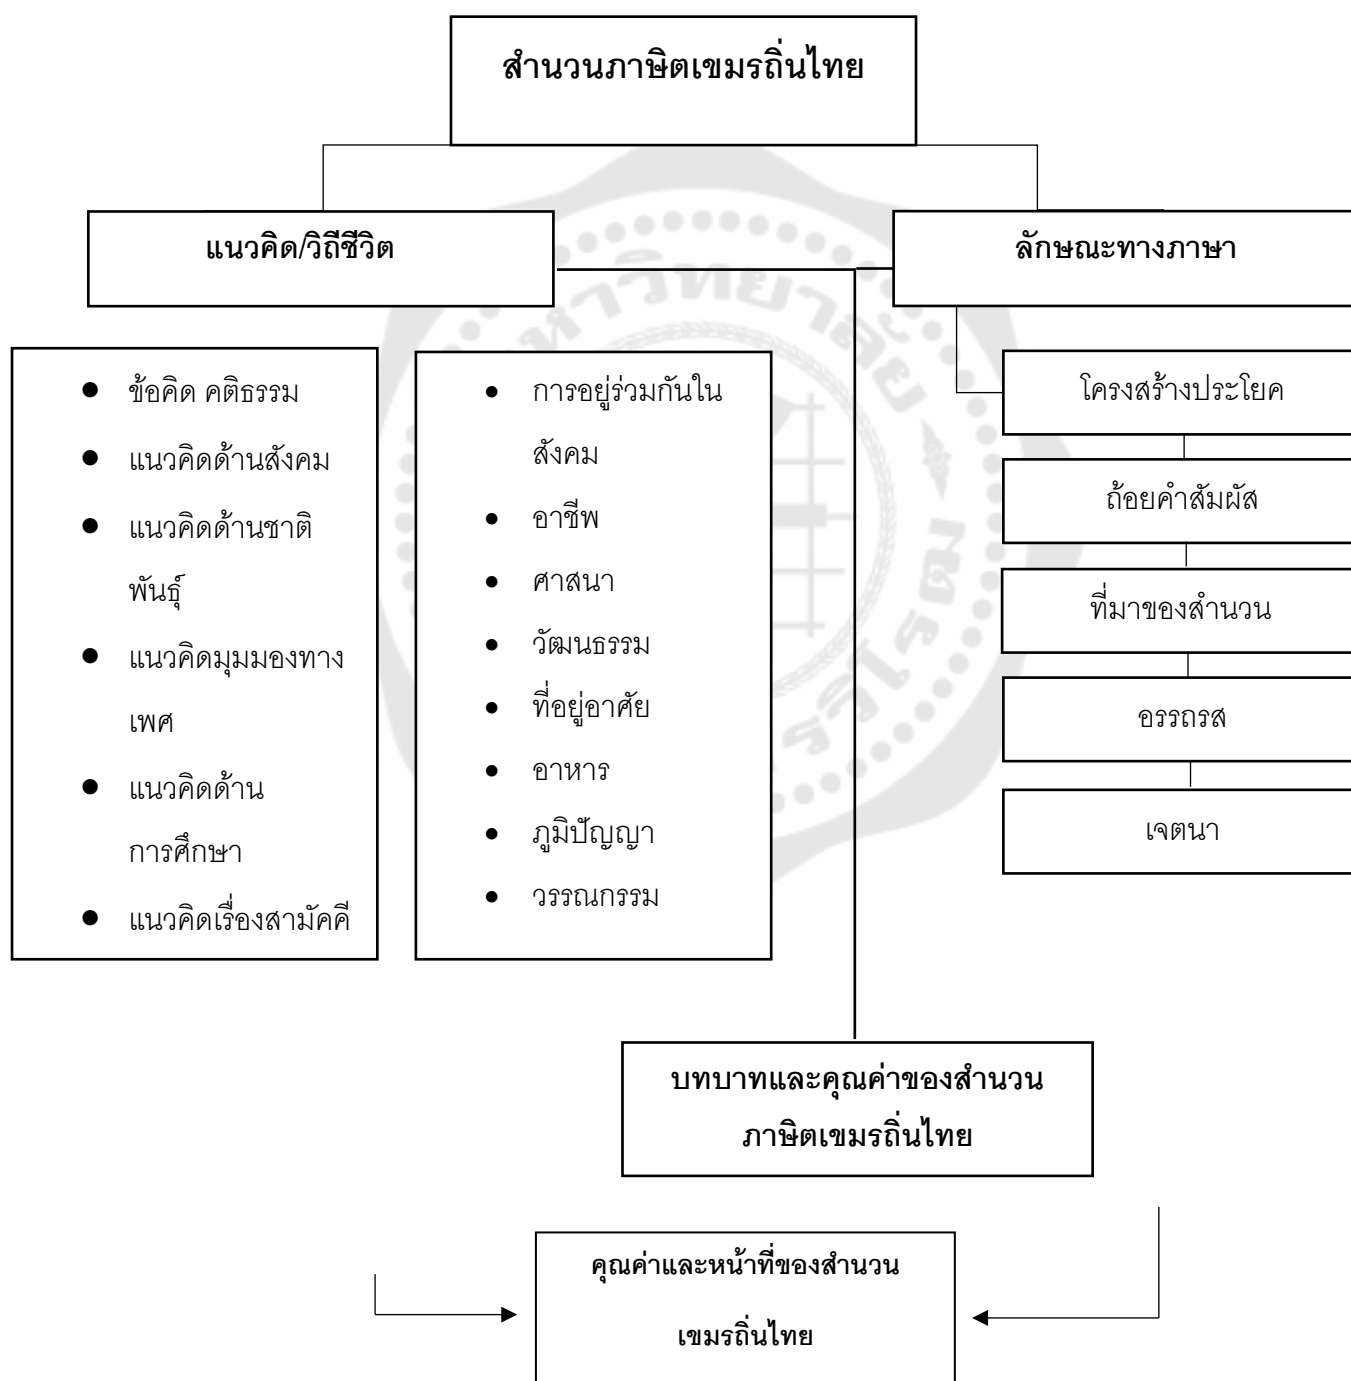 สำนวนภาษิตเขมรถิ่นไทย
แนวคิด/วิถีชีวิต
ลักษณะทางภาษา
ข้อคิด คติธรรม
แนวคิดด้านสังคม
แนวคิดด้านชาติ
พันธุ์
แนวคิดมุมมองทาง
เพศ
แนวคิดด้าน
การศึกษา
แนวคิดเรื่องสามัคคี
การอยู่ร่วมกันใน
สังคม
อาชีพ
ศาสนา
วัฒนธรรม
ที่อยู่อาศัย
อาหาร
ภูมิปัญญา
วรรณกรรม
โครงสร้างประโยค
ถ้อยคำสัมผัส
ที่มาของสำนวน
อรรถรส
เจตนา
บทบาทและคุณค่าของสำนวน
ภาษิตเขมรถิ่นไทย
คุณค่าและหน้าที่ของสำนวน
เขมรถิ่นไทย